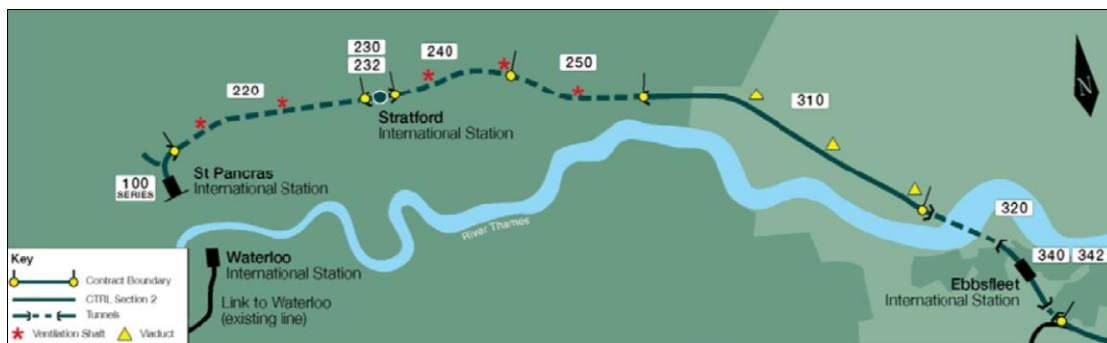 230
232
240
250
220
310
Stratford
International Station
N
St Pancras
International Station
100
SERIES
River Thames
320
340 342
Waterloo
International Station
Link to Waterloo
(existing line)
Ebbsfleet
International Station
Key
Contract Boundary
CTRL Section 2
Tunnels
Ventilation Shaft
Viaduct